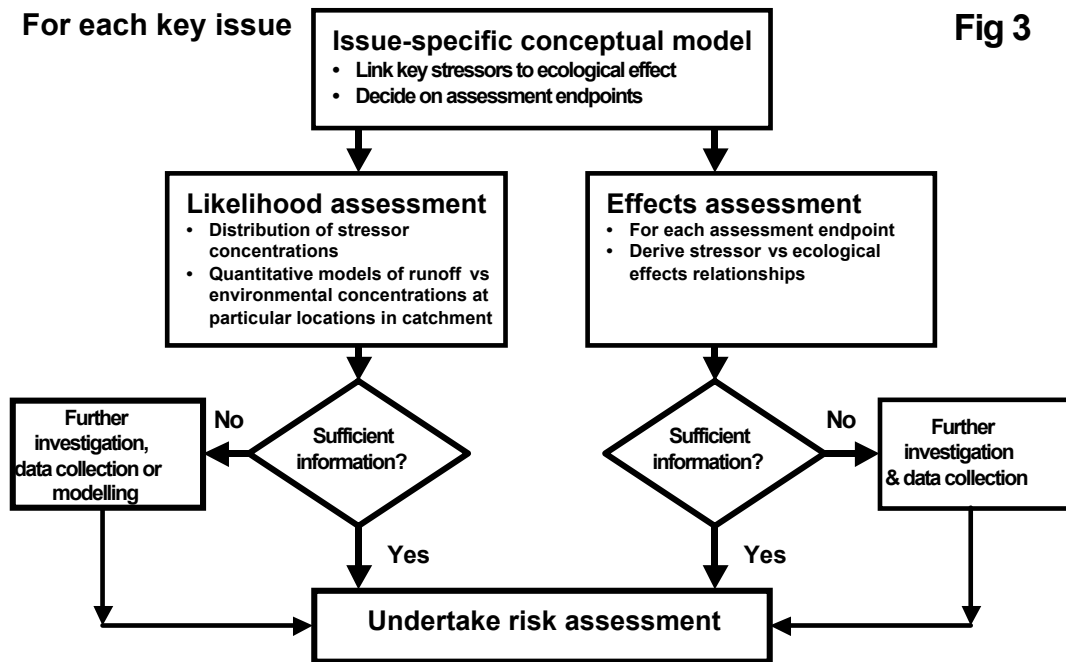 For each key issue
Fig 3
Issue-specific conceptual model
• Link key stressors to ecological effect
• Decide on assessment endpoints
Likelihood assessment
• Distribution of stressor
concentrations
• Quantitative models of runoff vs
environmental concentrations at
particular locations in catchment
Effects assessment
• For each assessment endpoint
• Derive stressor vs ecological
effects relationships
Further
investigation,
data collection or
modelling
No
Sufficient
information?
Sufficient
information?
No
Further
investigation
& data collection
Yes
Yes
Undertake risk assessment